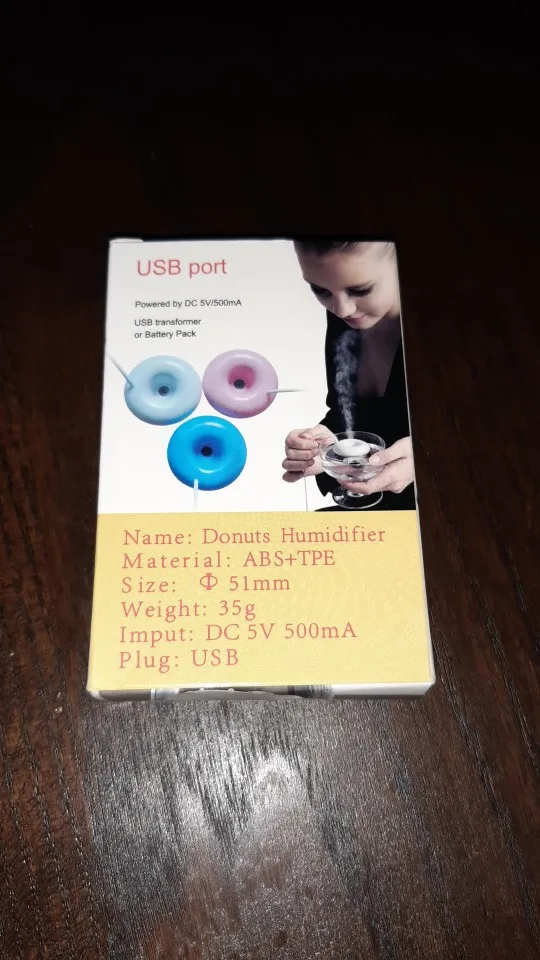 USB port
Powered by DC 5V/500mA
USB transformer
or Battery Pack
Name: Donuts Humidifier
Material: ABS+TPE
Size: Φ 51mm
Weight: 35g
Imput: DC 5V 500mA
Plug: USB